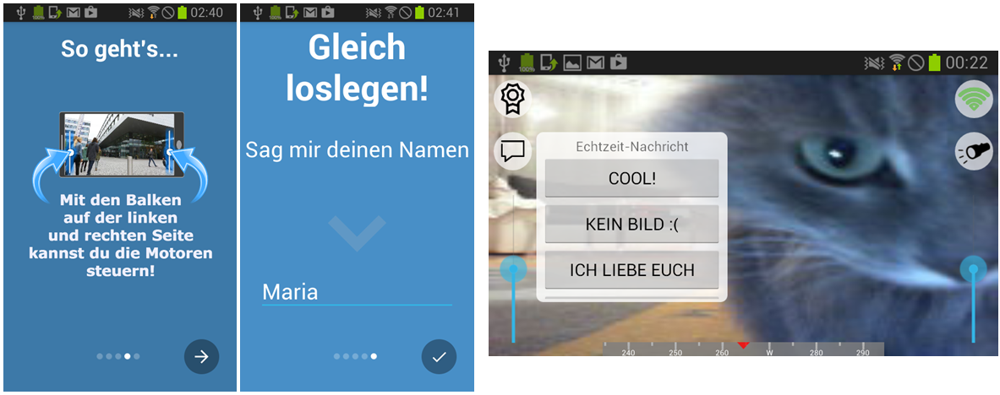 02:40
So geht's...
Mit den Balken
auf der linken
und rechten Seite
kannst du die Motoren
steuern!
02:41
Gleich
loslegen!
Sag mir deinen Namen
Maria
100%
00:22
Echtzeit-Nachricht
COOL!
KEIN BILD :(
ICH LIEBE EUCH
240 250 260 W 280 290